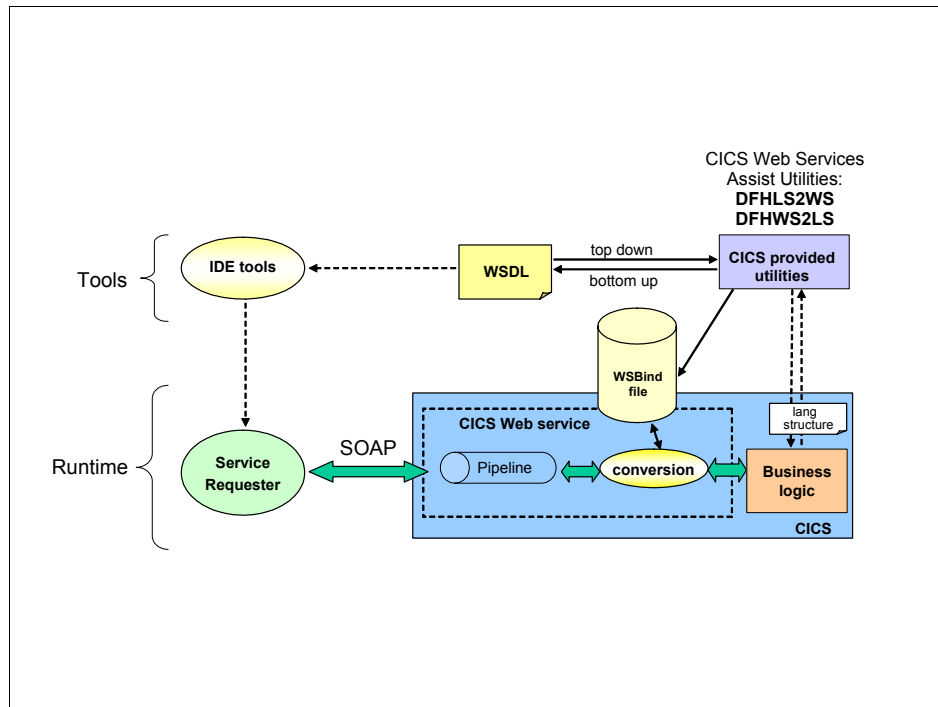 CICS Web Services
Assist Utilities:
DFHLS2WS
DFHWS2LS
Tools
IDE tools
WSDL
top down
bottom up
CICS provided
utilities
WSBind
file
lang
structure
CICS Web service
Runtime
Service
Requester
SOAP
Pipeline
conversion
Business
logic
CICS